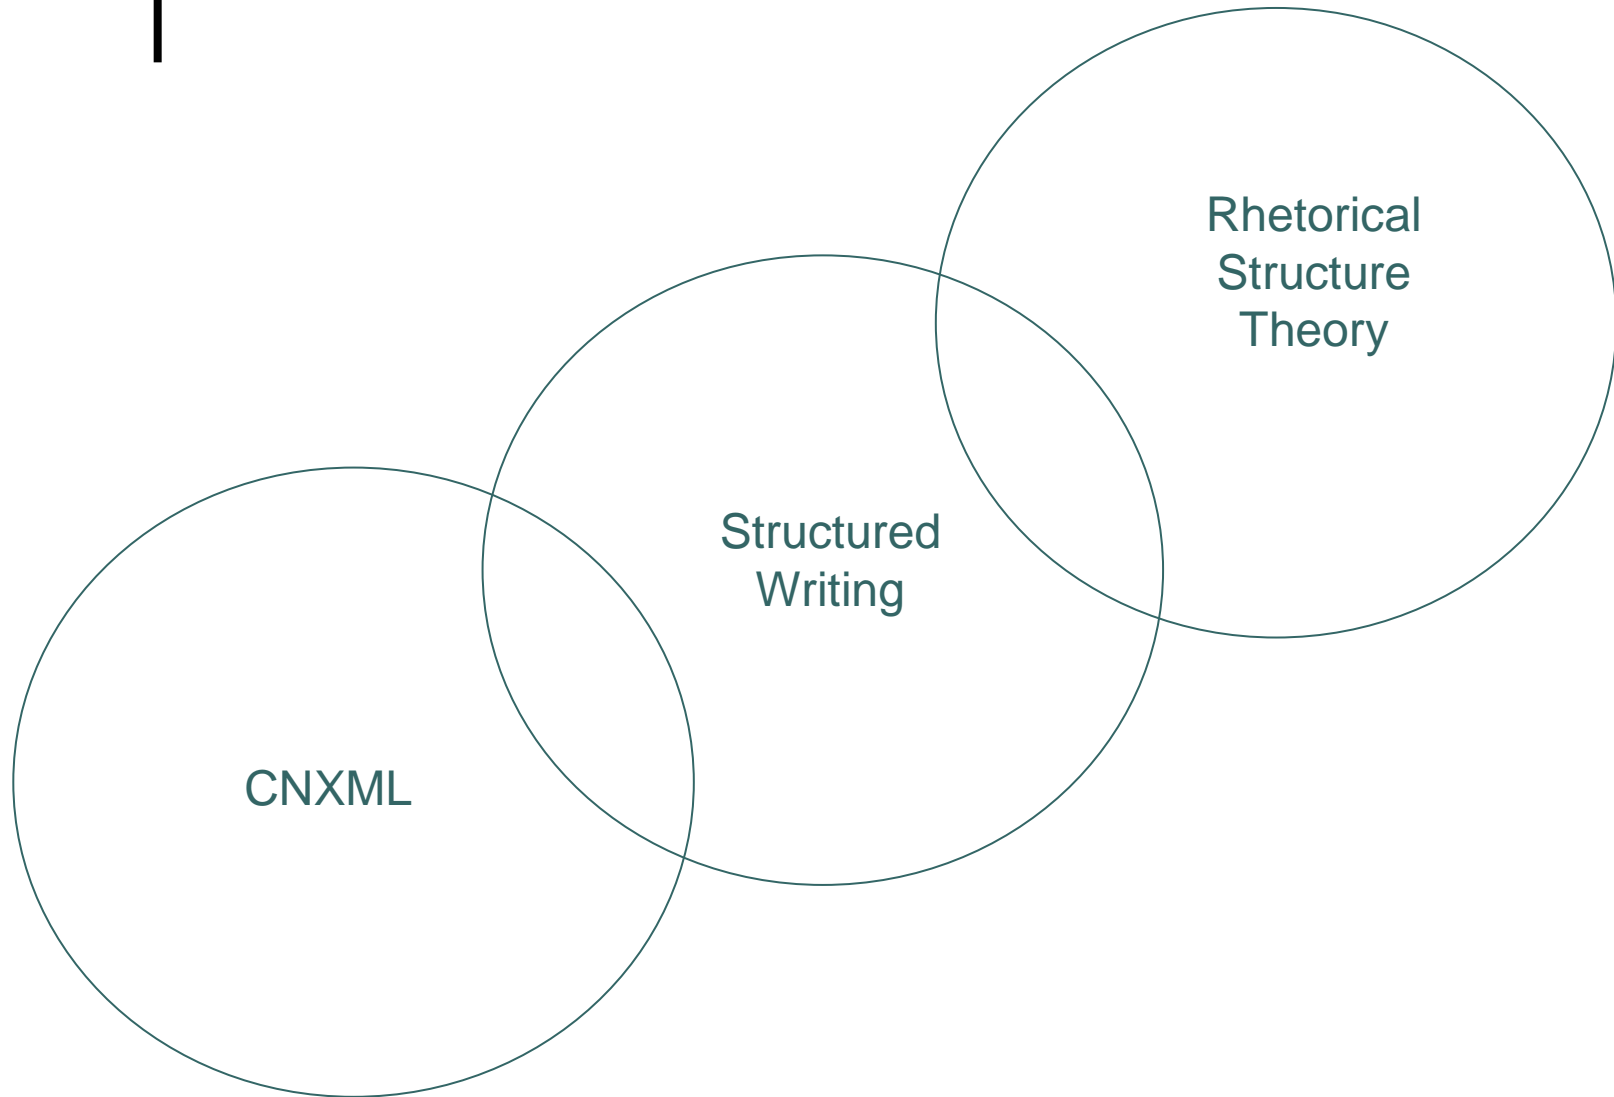 Rhetorical
Structure
Theory
Structured
Writing
CNXML